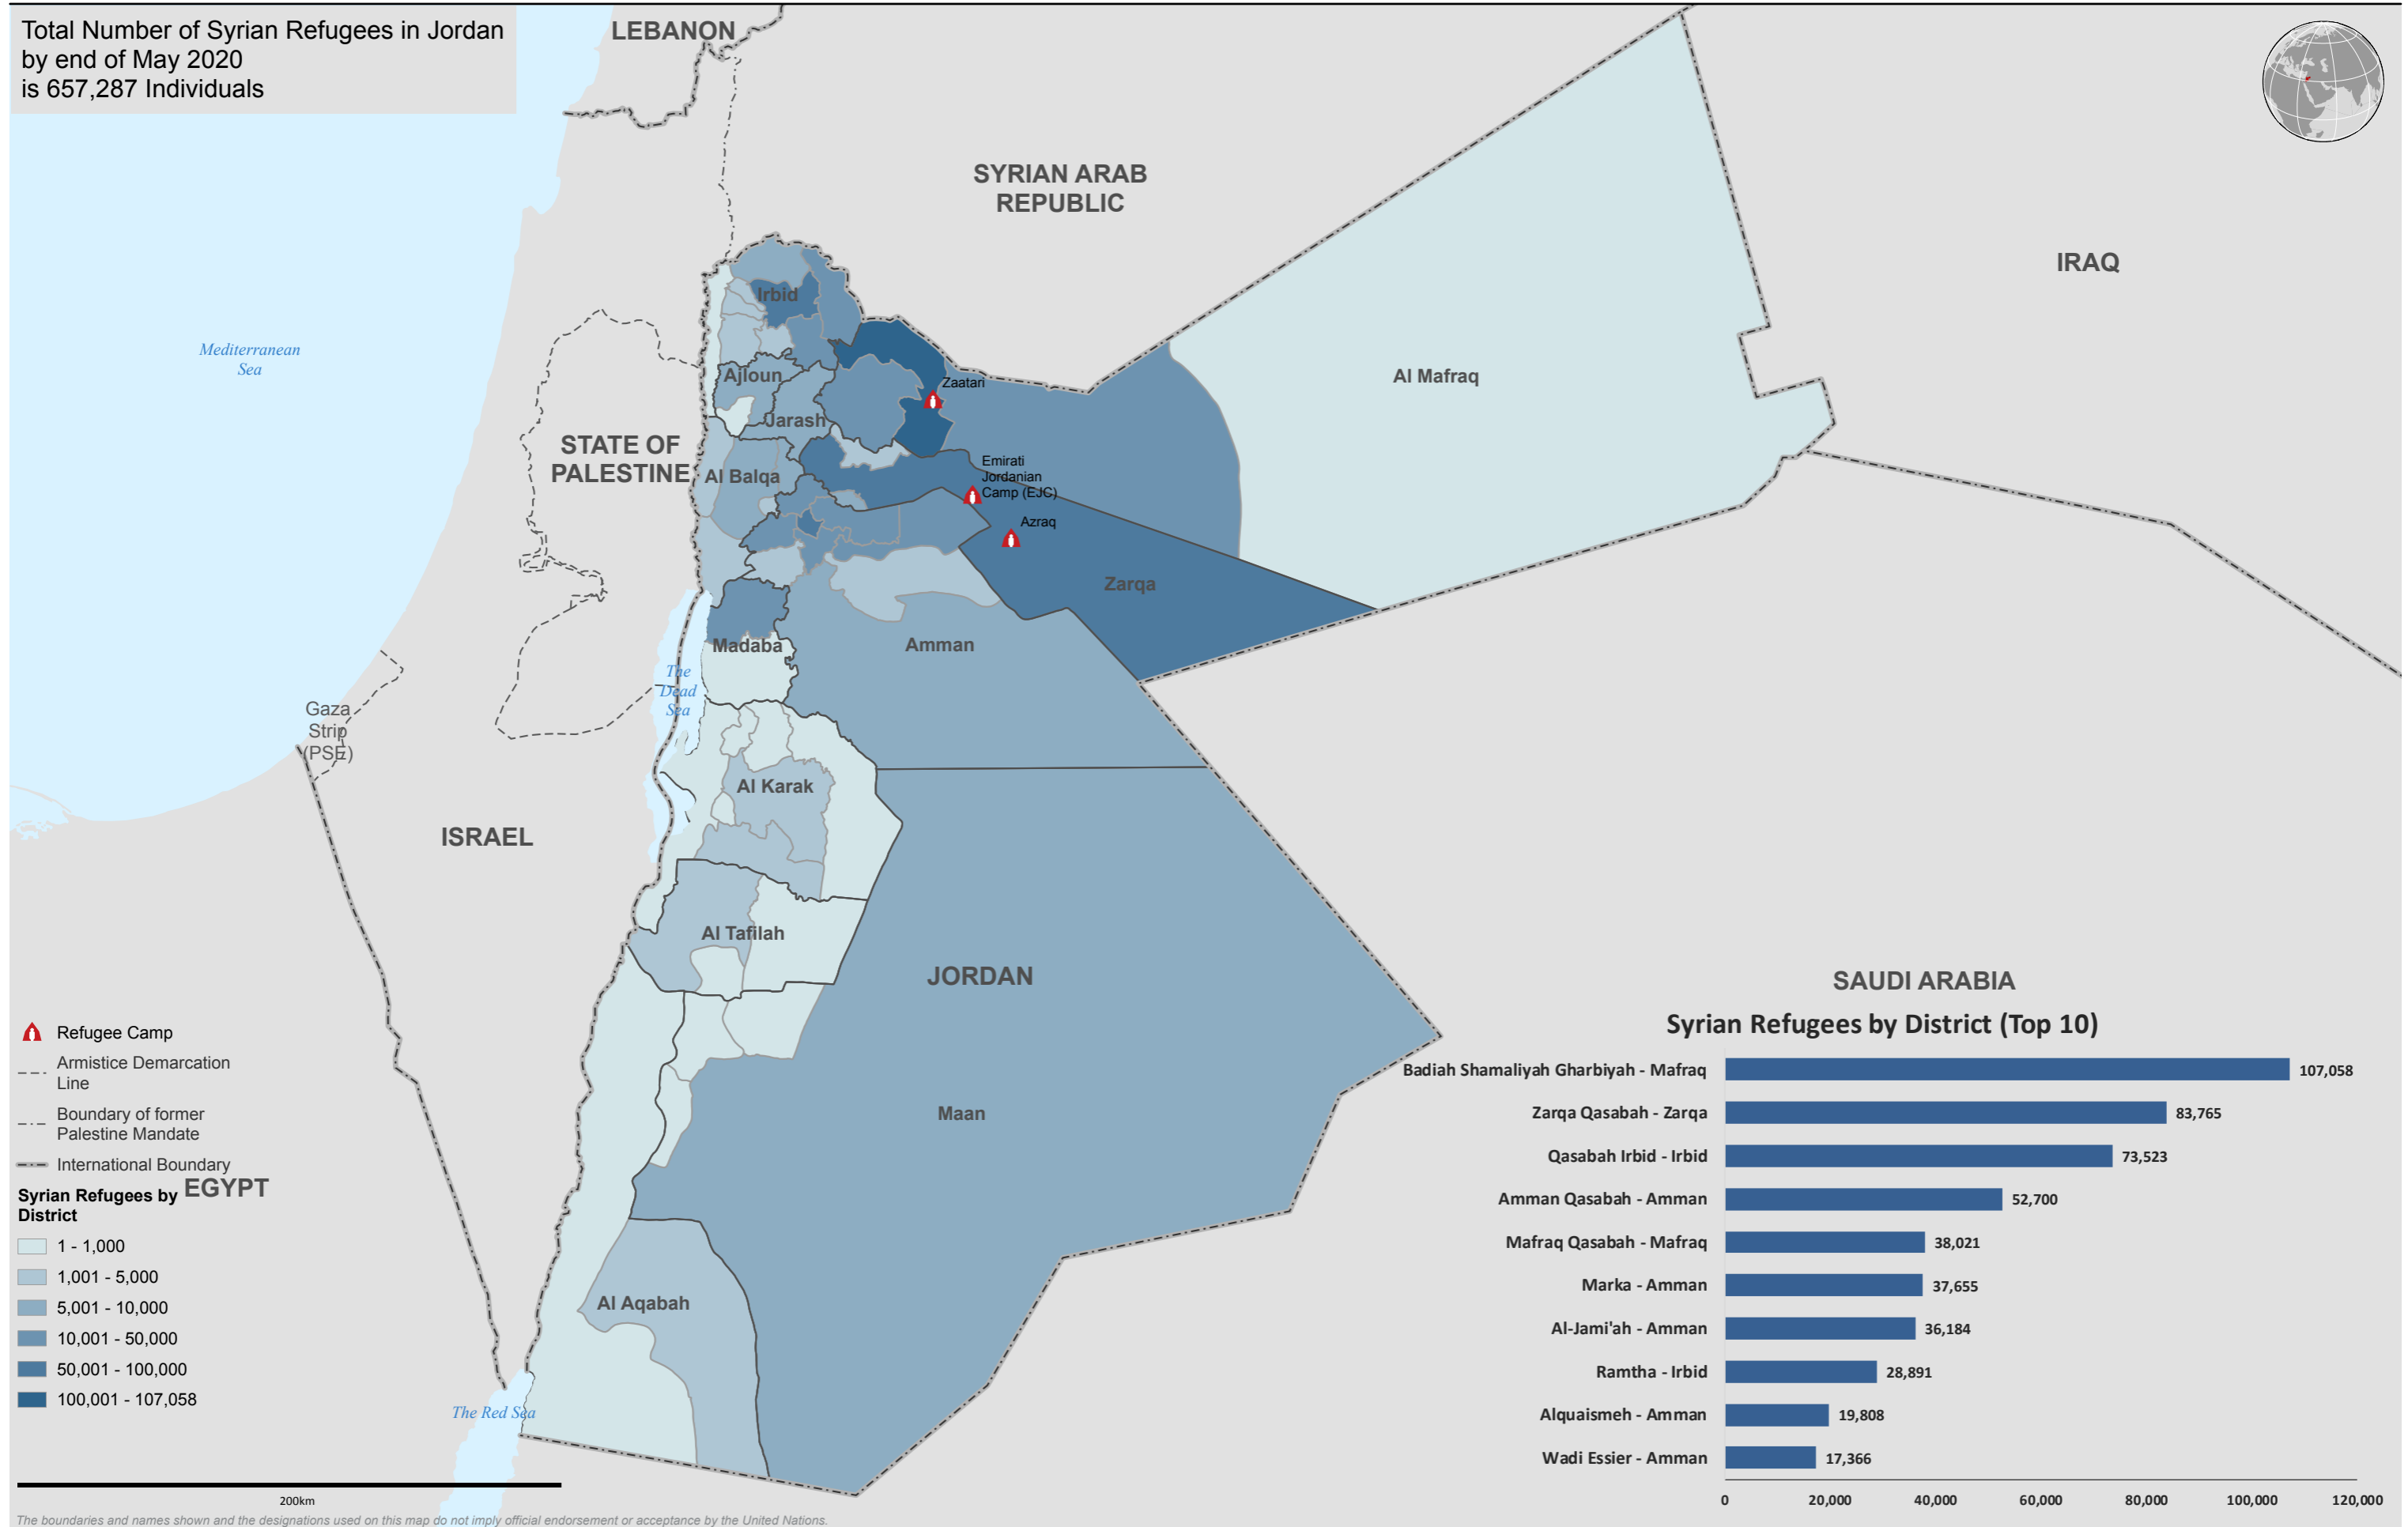 Total Number of Syrian Refugees in Jordan
by end of May 2020
is 657,287 Individuals
LEBANON
SYRIAN ARAB
REPUBLIC
IRAQ
Mediterranean
Sea
Irbid
Ajloun
Jarash
Zaatari
Al Mafraq
STATE OF
PALESTINE
Al Balqa
Emirati
Jordanian
Camp (EJC)
Azraq
Zarqa
Madaba
Amman
The
Dead
Sea
Gaza
Strip
(PSE)
Al Karak
ISRAEL
Al Tafilah
JORDAN
Maan
Al Aqabah
The Red Sea
EGYPT
SAUDI ARABIA
Refugee Camp
Armistice Demarcation
Line
Boundary of former
Palestine Mandate
International Boundary
Syrian Refugees by
District
1 - 1,000
1,001 - 5,000
5,001 - 10,000
10,001 - 50,000
50,001 - 100,000
100,001 - 107,058
200km
The boundaries and names shown and the designations used on this map do not imply official endorsement or acceptance by the United Nations.
Syrian Refugees by District (Top 10)
Badiah Shamaliyah Gharbiyah - Mafraq 107,058
Zarqa Qasabah - Zarqa 83,765
Qasabah Irbid - Irbid 73,523
Amman Qasabah - Amman 52,700
Mafraq Qasabah - Mafraq 38,021
Marka - Amman 37,655
Al-Jami'ah - Amman 36,184
Ramtha - Irbid 28,891
Alquaismeh - Amman 19,808
Wadi Essier - Amman 17,366
0 20,000 40,000 60,000 80,000 100,000 120,000